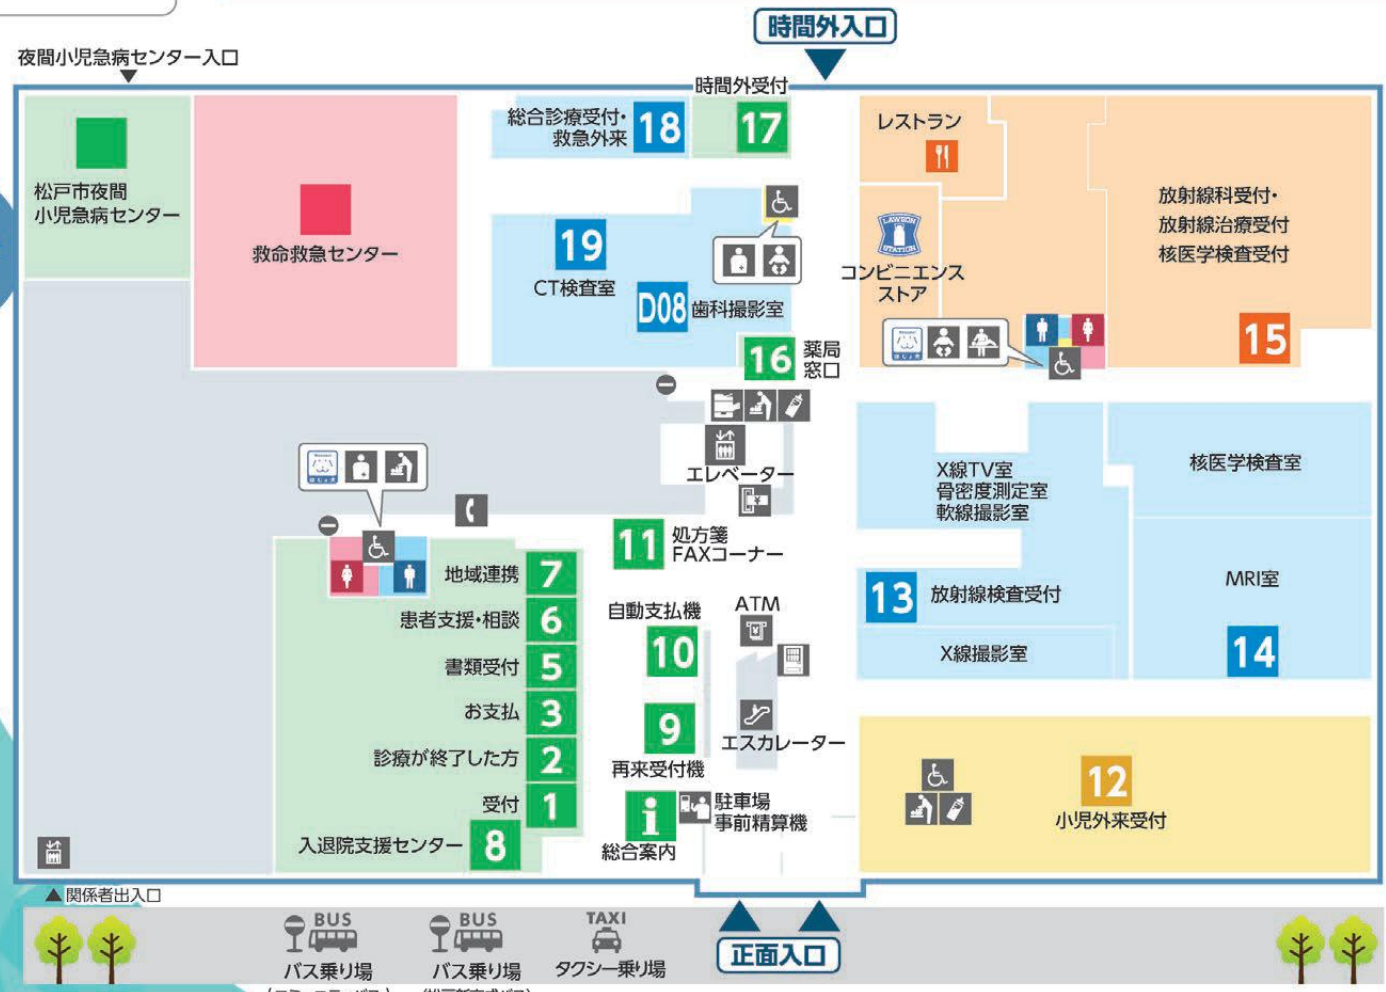 時間外入口
夜間小児急病センター入口
時間外受付
総合診療受付・
救急外来
18
17
レストラン
松戸市夜間
小児急病センター
救命救急センター
19
CT検査室
D08 歯科撮影室
LAWSON
STATION
コンビニエンス
ストア
放射線科受付・
放射線治療受付
核医学検査受付
15
16
薬局
窓口
エレベーター
X線TV室
骨密度測定室
軟線撮影室
核医学検査室
11
処方箋
FAXコーナー
地域連携 7
患者支援・相談 6
書類受付 5
お支払 3
診療が終了した方 2
受付 1
入退院支援センター 8
自動支払機
10
ATM
9
再来受付機
エスカレーター
i
総合案内
駐車場
事前精算機
13 放射線検査受付
X線撮影室
MRI室
14
12
小児外来受付
関係者出入口
BUS
バス乗り場
BUS
バス乗り場
TAXI
タクシー乗り場
正面入口